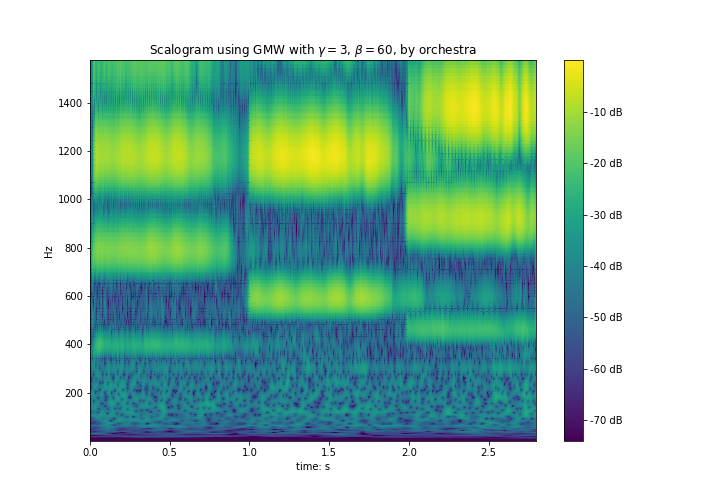 Scalogram using GMW with γ = 3, β = 60, by orchestra
1400
1200
1000
800
600
400
200
Hz
0.0 0.5 1.0 1.5 2.0 2.5
time: s
-10 dB
-20 dB
-30 dB
-40 dB
-50 dB
-60 dB
-70 dB